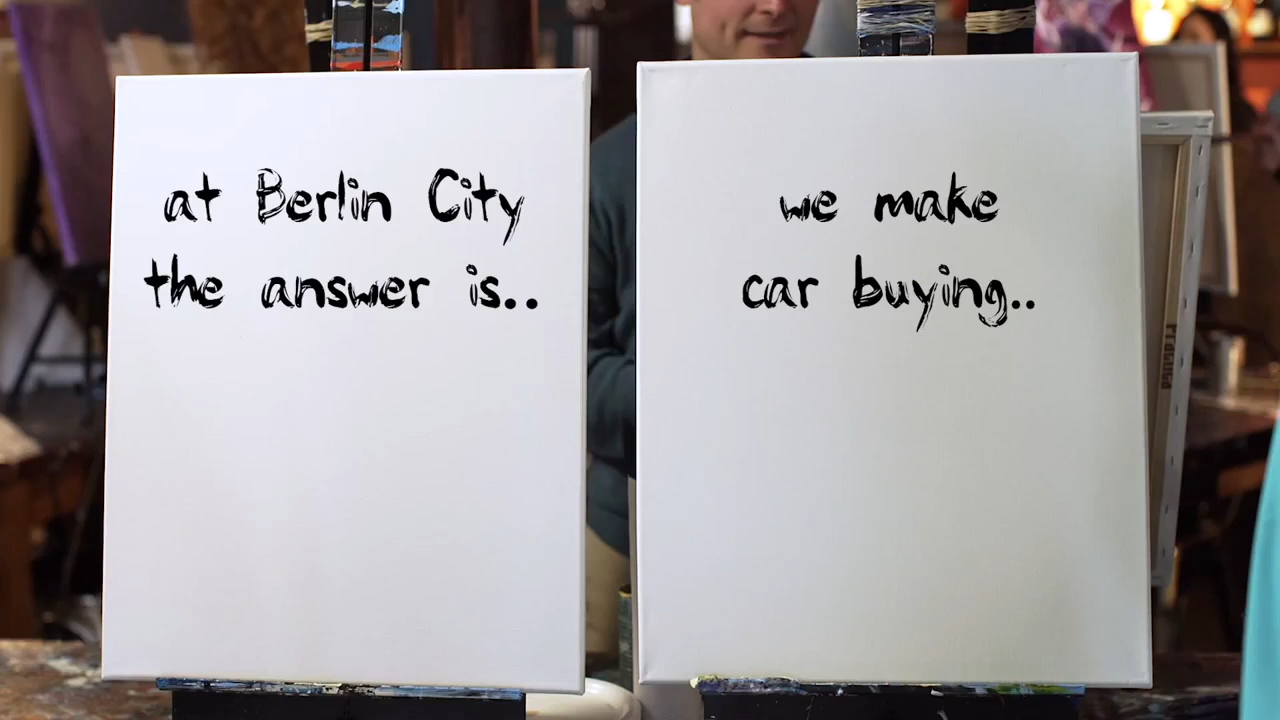 at Berlin City
the answer is..
we make
car buying..